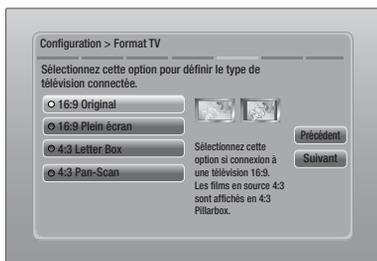 Configuration > Format TV
Sélectionnez cette option pour définir le type de
télévision connectée.
16:9 Original
16:9 Plein écran
4:3 Letter Box
4:3 Pan-Scan
Sélectionnez cette
option si connexion à
une télévision 16:9.
Les films en source 4:3
sont affichés en 4:3
Pillarbox.
Précédent
Suivant